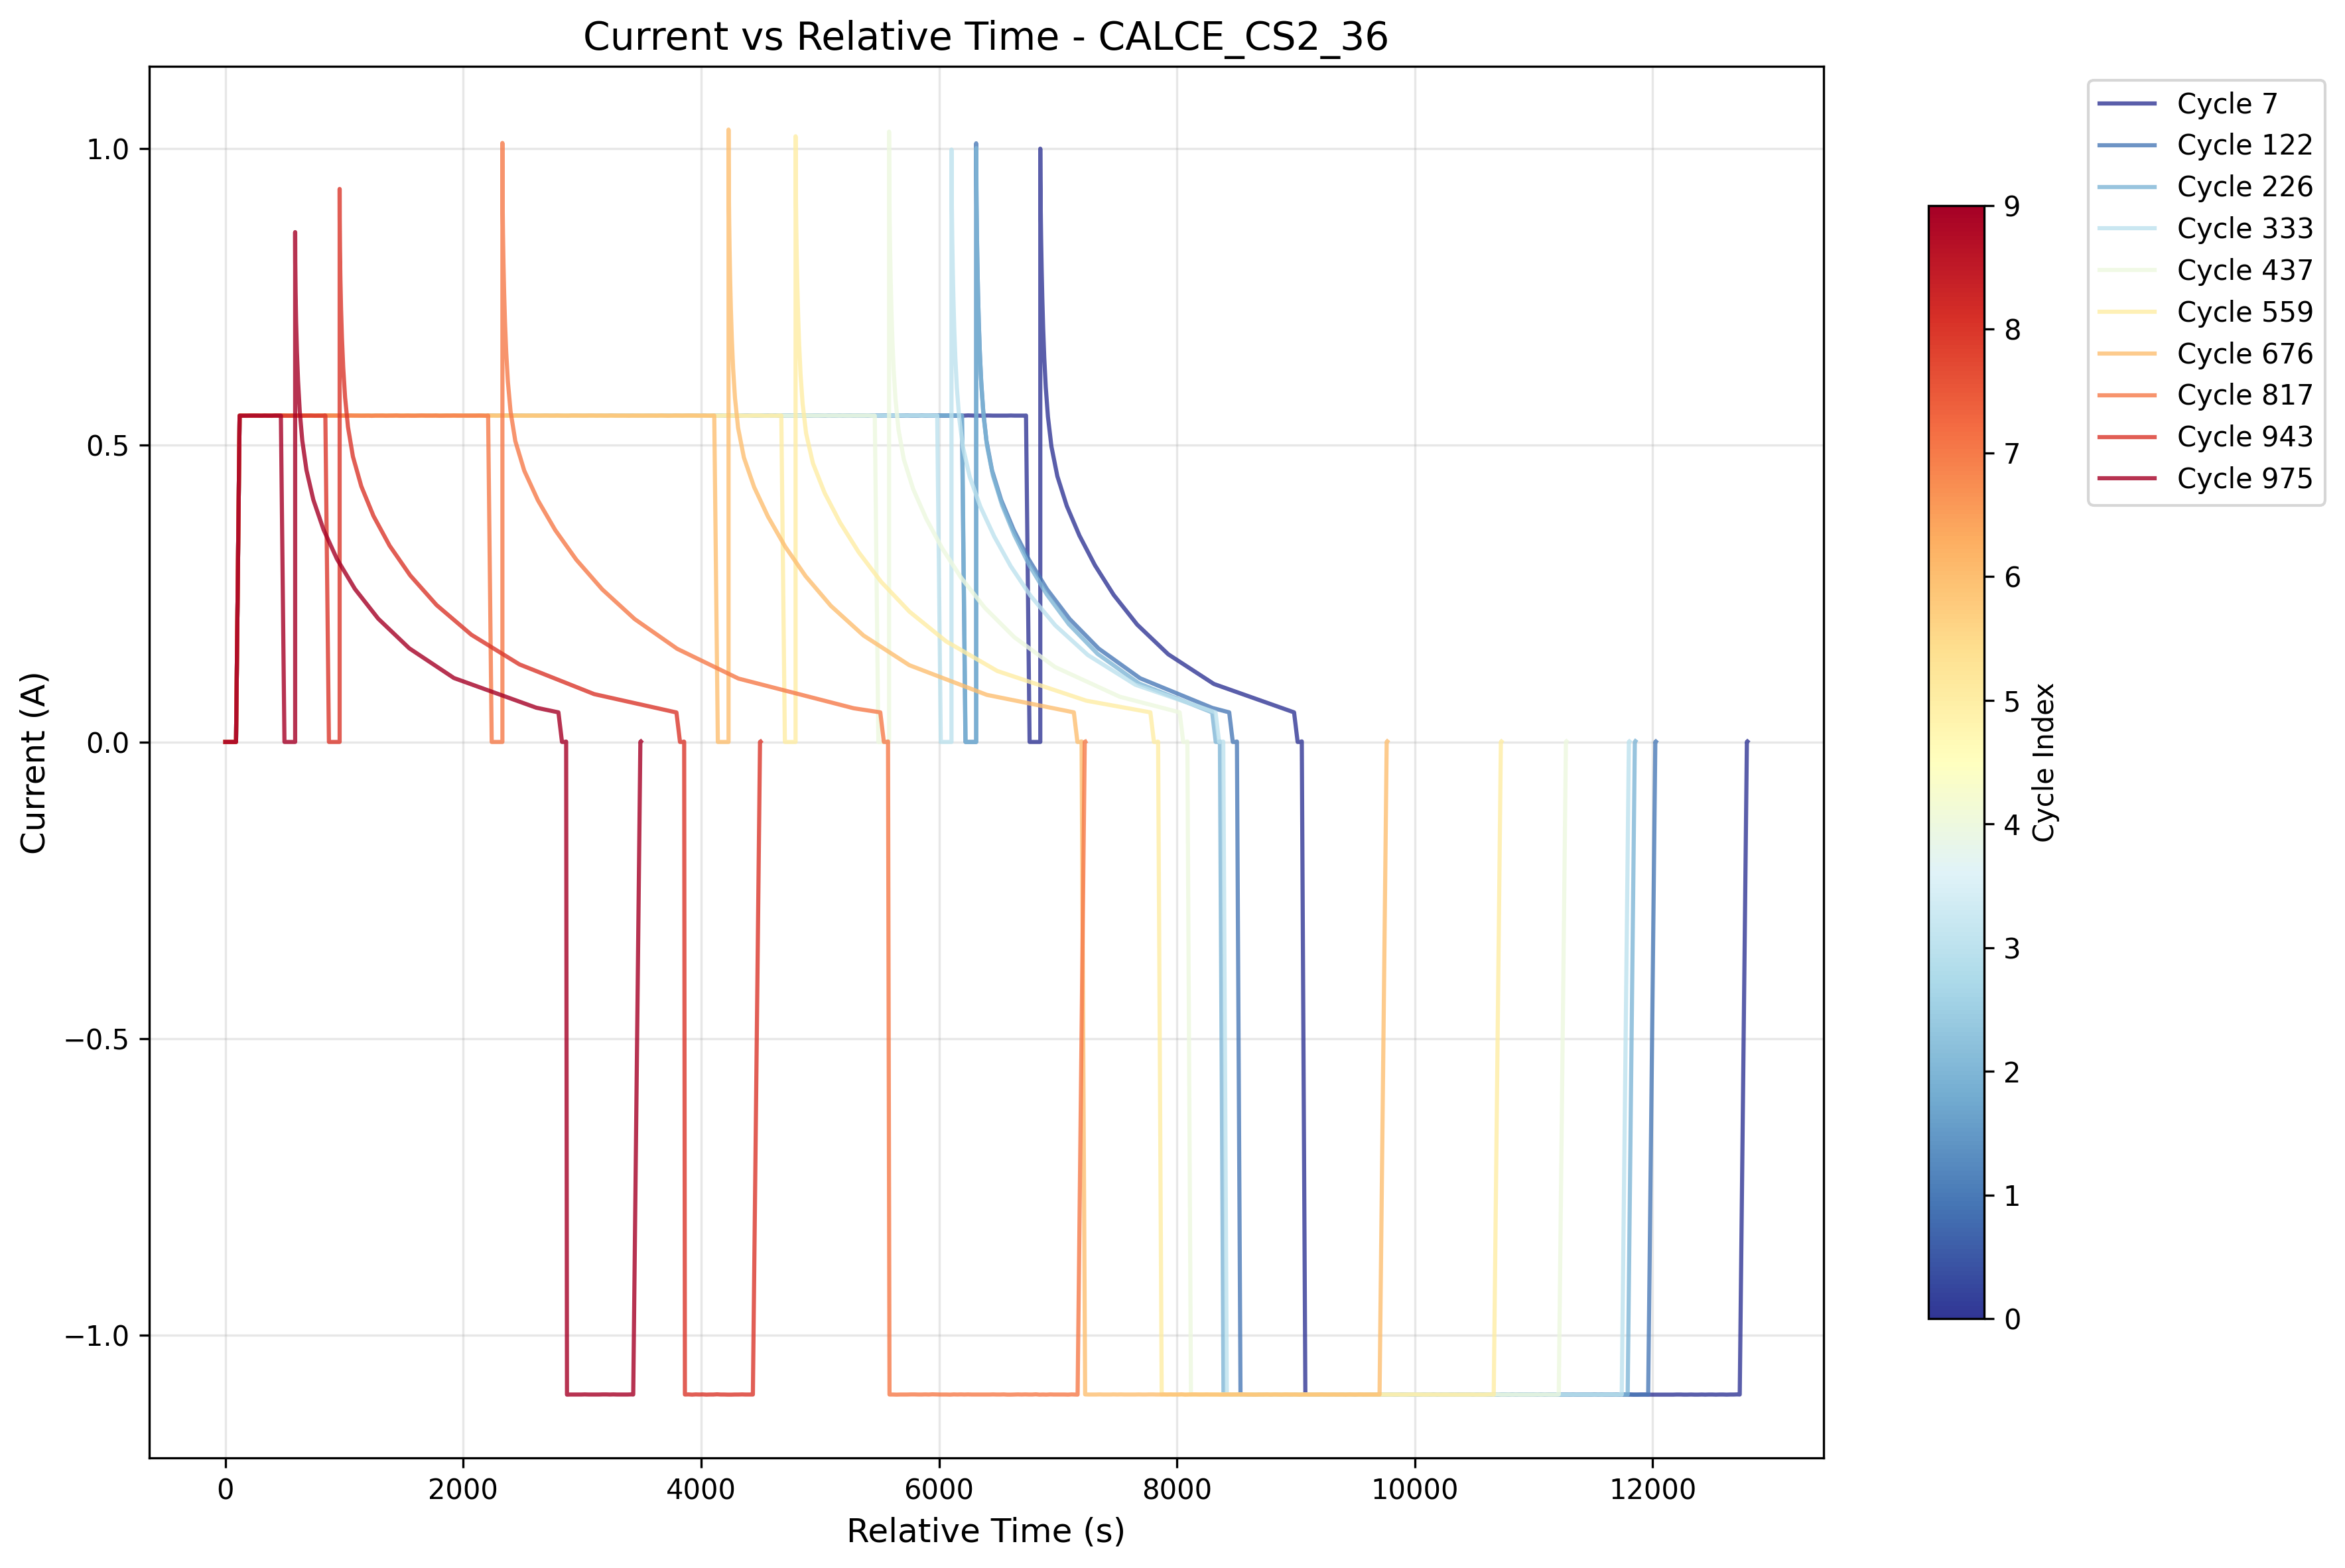 Current vs Relative Time - CALCE_CS2_36
Current (A)
1.0
0.5
0.0
−0.5
−1.0
0
2000
4000
6000
8000
10000
12000
Relative Time (s)
9
8
7
6
5
4
3
2
1
0
Cycle Index
Cycle 7
Cycle 122
Cycle 226
Cycle 333
Cycle 437
Cycle 559
Cycle 676
Cycle 817
Cycle 943
Cycle 975